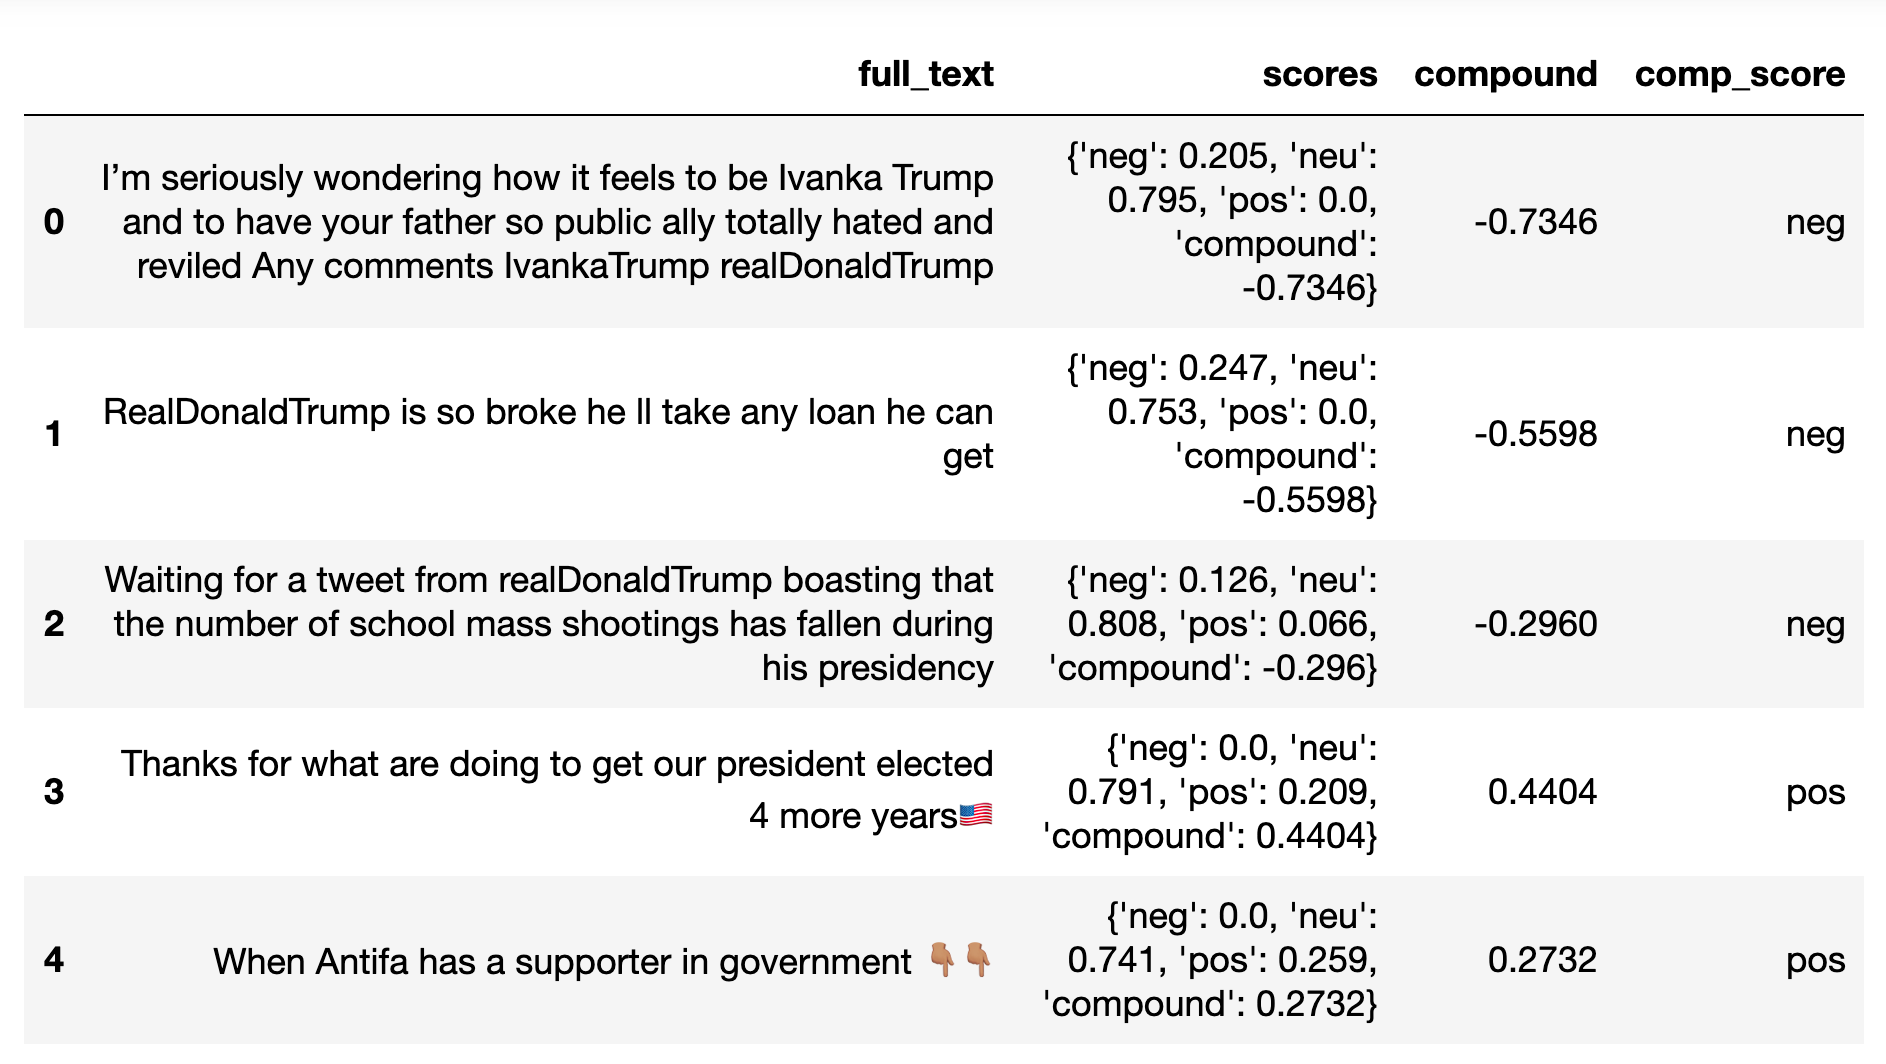 full_text scores compound comp_score
I’m seriously wondering how it feels to be Ivanka Trump
and to have your father so public ally totally hated and
reviled Any comments IvankaTrump realDonaldTrump
0
{'neg': 0.205, 'neu':
0.795, 'pos': 0.0,
'compound':
-0.7346}
-0.7346
neg
RealDonaldTrump is so broke he ll take any loan he can
get
1
{'neg': 0.247, 'neu':
0.753, 'pos': 0.0,
'compound':
-0.5598}
-0.5598
neg
Waiting for a tweet from realDonaldTrump boasting that
the number of school mass shootings has fallen during
his presidency
2
{'neg': 0.126, 'neu':
0.808, 'pos': 0.066,
'compound': -0.296}
-0.2960
neg
Thanks for what are doing to get our president elected
4 more years🇺🇸
3
{'neg': 0.0, 'neu':
0.791, 'pos': 0.209,
'compound': 0.4404}
0.4404
pos
When Antifa has a supporter in government 👇🏽👇🏽
4
{'neg': 0.0, 'neu':
0.741, 'pos': 0.259,
'compound': 0.2732}
0.2732
pos